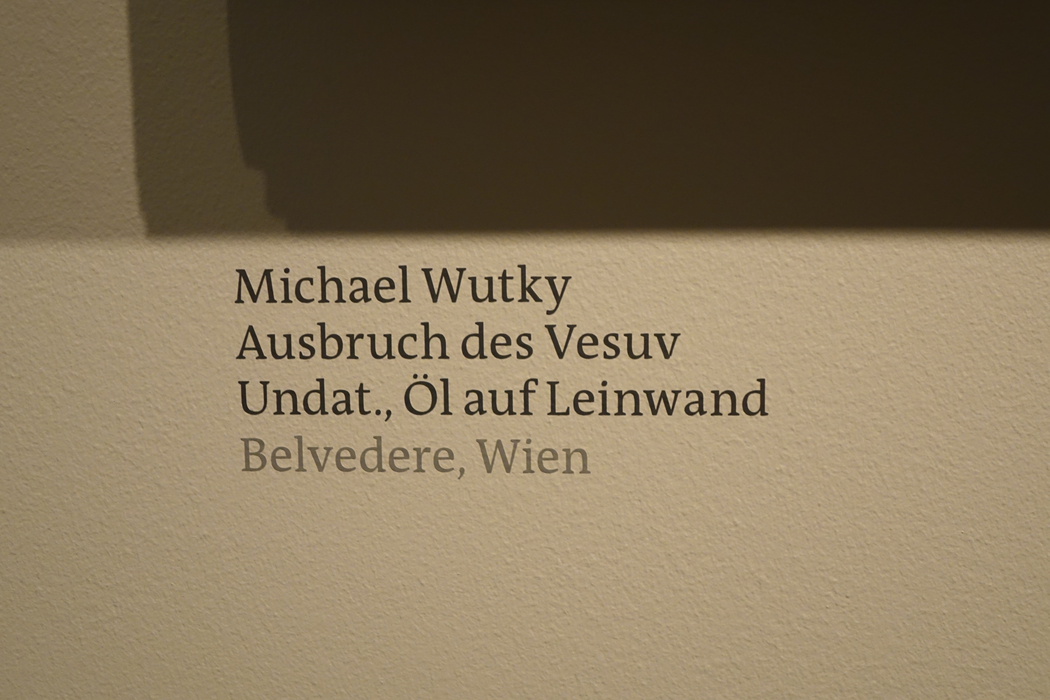 Michael Wutky
Ausbruch des Vesuv
Undat., Öl auf Leinwand
Belvedere, Wien